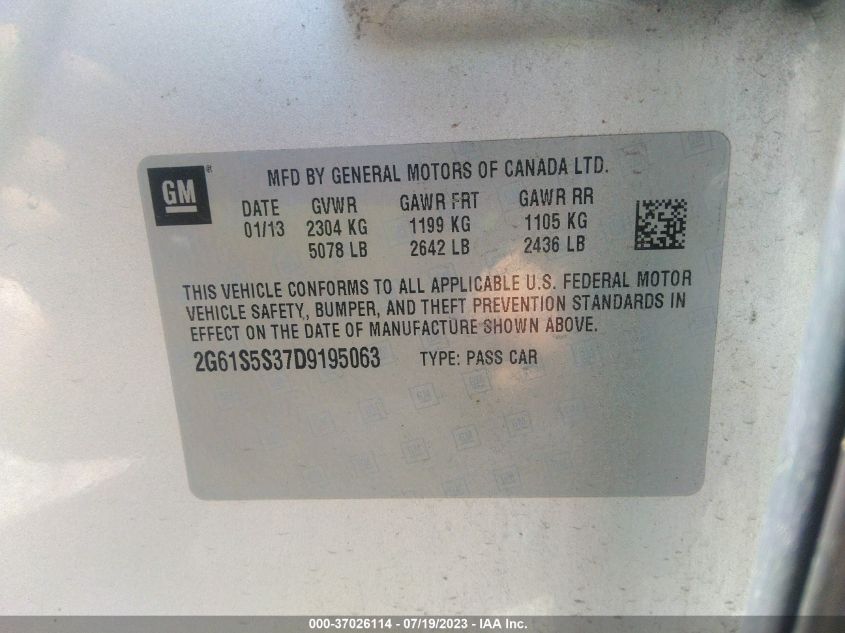 GM
MFD BY GENERAL MOTORS OF CANADA LTD.
DATE GVWR GAWR FRT GAWR RR
01/13 2304 KG 1199 KG 1105 KG
5078 LB 2642 LB 2436 LB
THIS VEHICLE CONFORMS TO ALL APPLICABLE U.S. FEDERAL MOTOR
VEHICLE SAFETY, BUMPER, AND THEFT PREVENTION STANDARDS IN
EFFECT ON THE DATE OF MANUFACTURE SHOWN ABOVE.
2G61S5S37D9195063 TYPE: PASS CAR
000-37026114 - 07/19/2023 - IAA Inc.